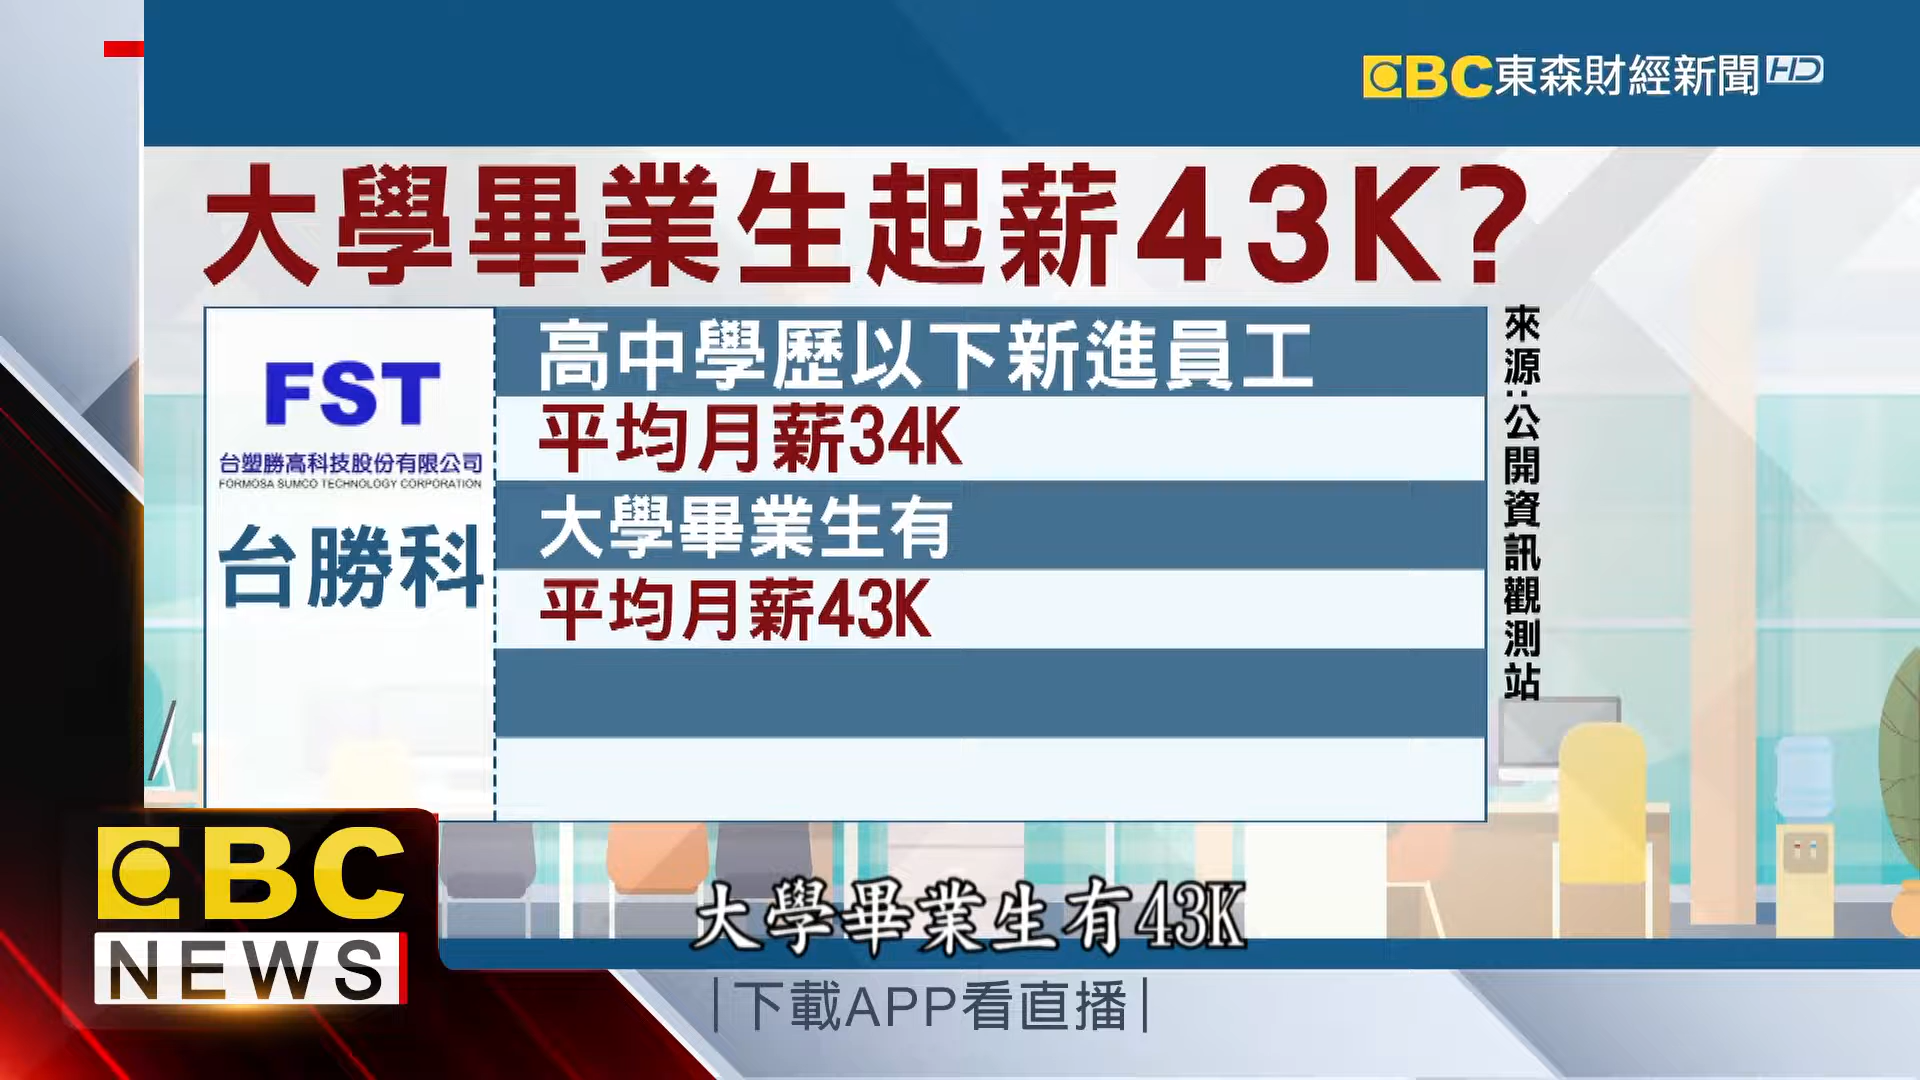 EBC東森財經新聞HD
大學畢業生起薪43K?
FST
台塑勝高科技股份有限公司
FORMOSA SUMCO TECHNOLOGY CORPORATION
台勝科
高中學歷以下新進員工
平均月薪34K
大學畢業生有
平均月薪43K
來源:公開資訊觀測站
大學畢業生有43K
EBC
NEWS
|下載APP看直播|